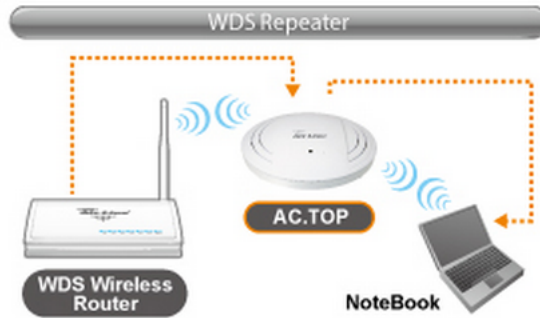 WDS Repeater
AC.TOP
WDS Wireless
Router
NoteBook